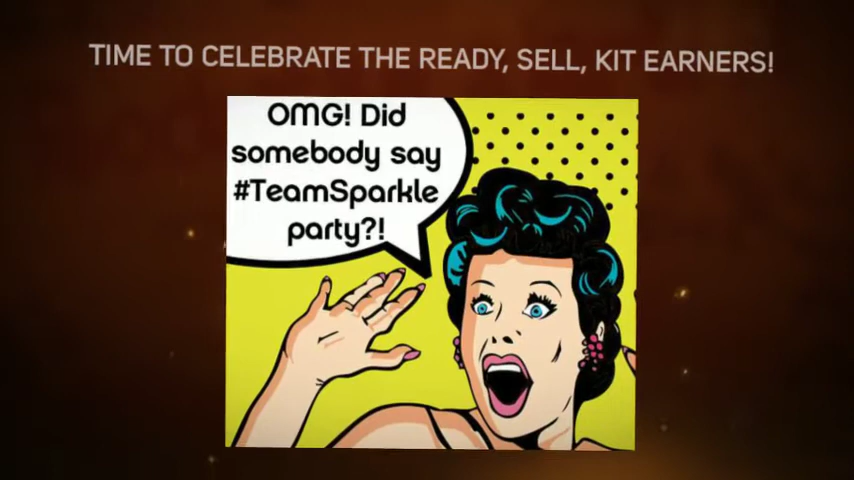 TIME TO CELEBRATE THE READY, SELL, KIT EARNERS!
OMG! Did
somebody say
#TeamSparkle
party?!